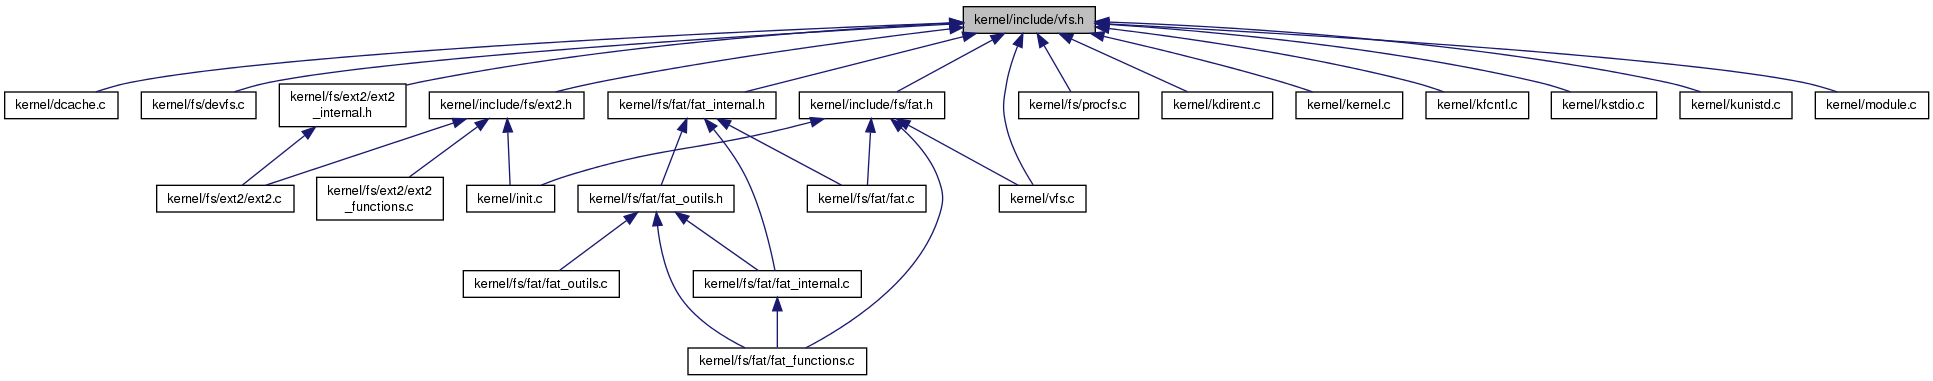 kernel/include/vfs.h
kernel/dcache.c
kernel/fs/devfs.c
kernel/fs/ext2/ext2
_internal.h
kernel/include/fs/ext2.h
kernel/fs/fat/fat_internal.h
kernel/include/fs/fat.h
kernel/fs/procfs.c
kernel/kdirent.c
kernel/kernel.c
kernel/kfcntl.c
kernel/kstdio.c
kernel/kunistd.c
kernel/module.c
kernel/fs/ext2/ext2.c
kernel/fs/ext2/ext2
_functions.c
kernel/init.c
kernel/fs/fat/fat_outils.h
kernel/fs/fat/fat.c
kernel/vfs.c
kernel/fs/fat/fat_outils.c
kernel/fs/fat/fat_internal.c
kernel/fs/fat/fat_functions.c